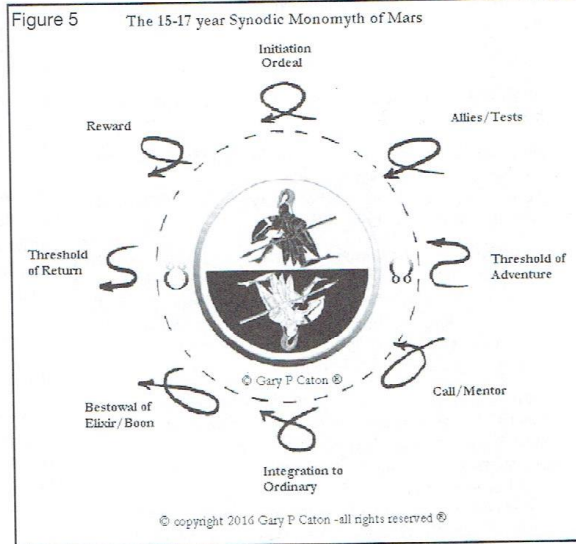 Figure 5
The 15-17 year Synodic Monomyth of Mars
Initiation
Ordeal
Reward
Allies/Tests
Threshold
of Return
Threshold of
Adventure
© Gary P Caton ®
Call/Mentor
Bestowal of
Elixir/Boon
Integration to
Ordinary
© copyright 2016 Gary P Caton -all rights reserved ®